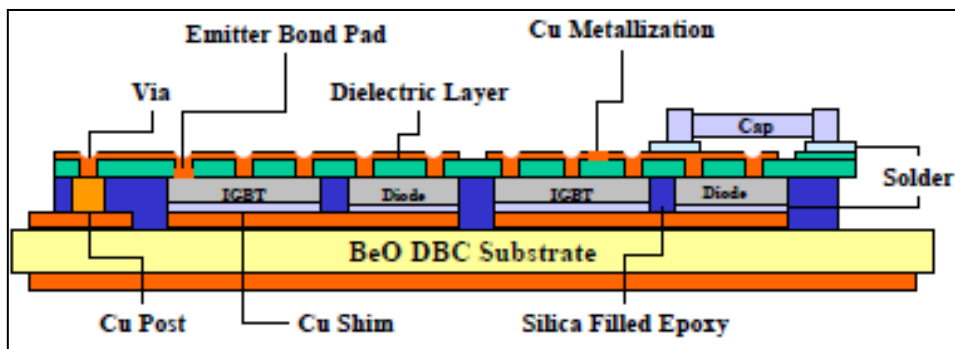 Emitter Bond Pad
Cu Metallization
Via
Dielectric Layer
Cap
Solder
IGBT
Diode
IGBT
Diode
BeO DBC Substrate
Cu Post
Cu Shim
Silica Filled Epoxy